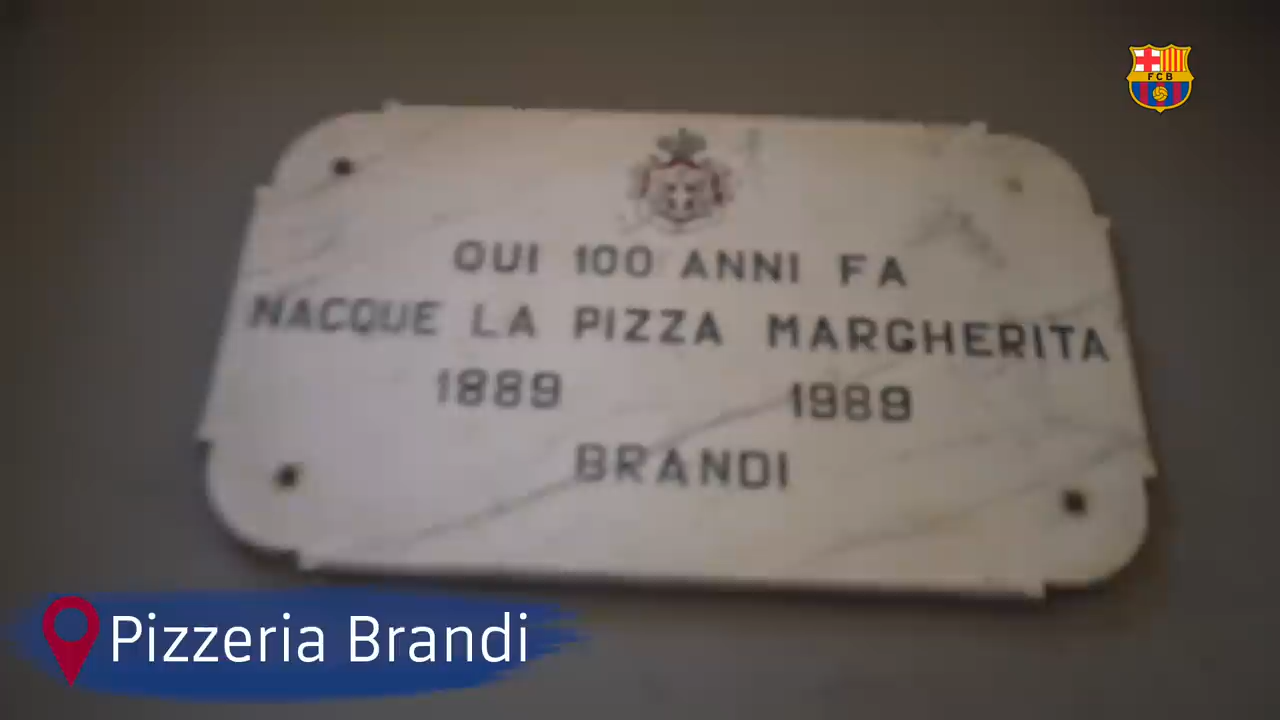 FCB
QUI 100 ANNI FA
NACQUE LA PIZZA MARGHERITA
1889 1989
BRANDI
Pizzeria Brandi